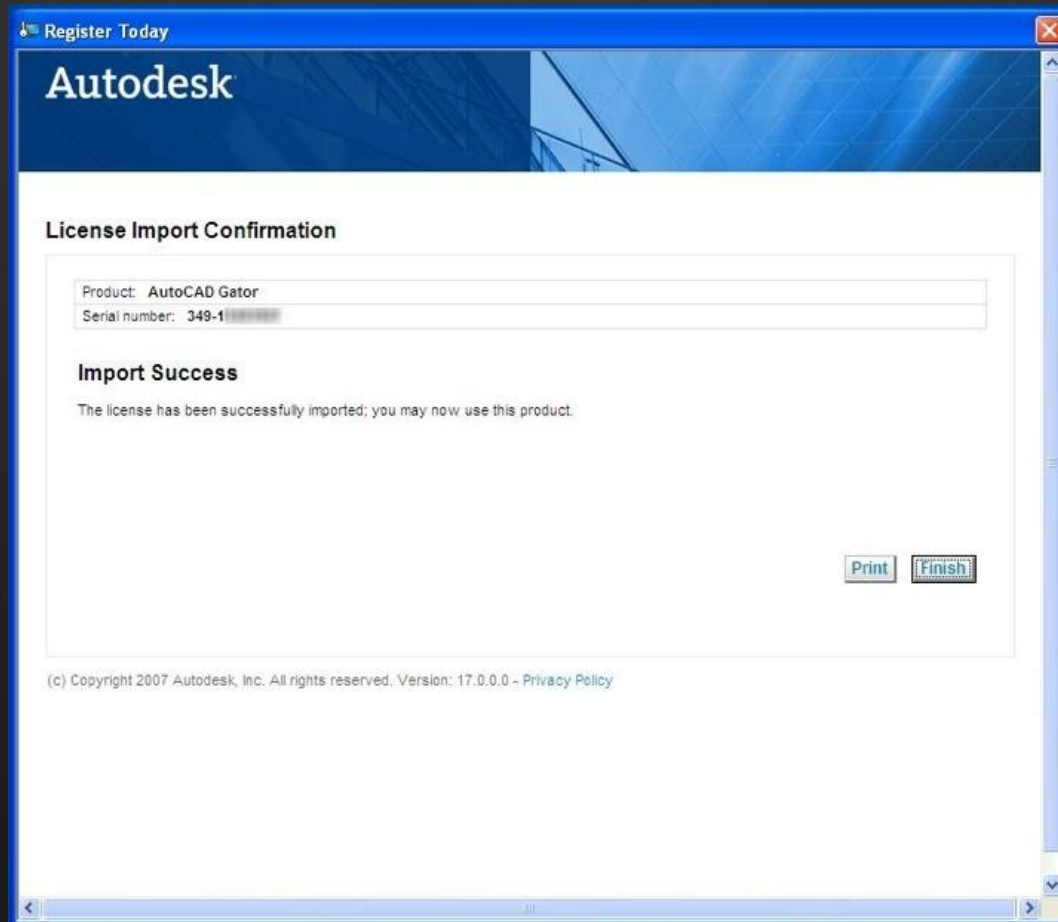 Register Today
Autodesk
License Import Confirmation
Product: AutoCAD Gator
Serial number: 349-1
Import Success
The license has been successfully imported; you may now use this product.
Print Finish
(c) Copyright 2007 Autodesk, Inc. All rights reserved. Version: 17.0.0.0 - Privacy Policy